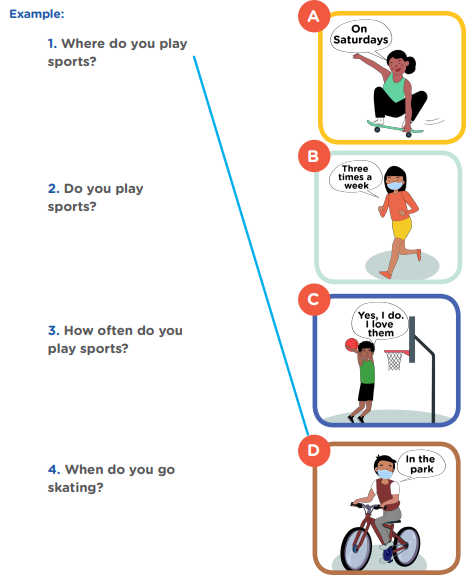 Example:
1. Where do you play
sports?
A
On
Saturdays
2. Do you play
sports?
B
Three
times a
week
3. How often do you
play sports?
C
Yes, I do.
I love
them
4. When do you go
skating?
D
In the
park